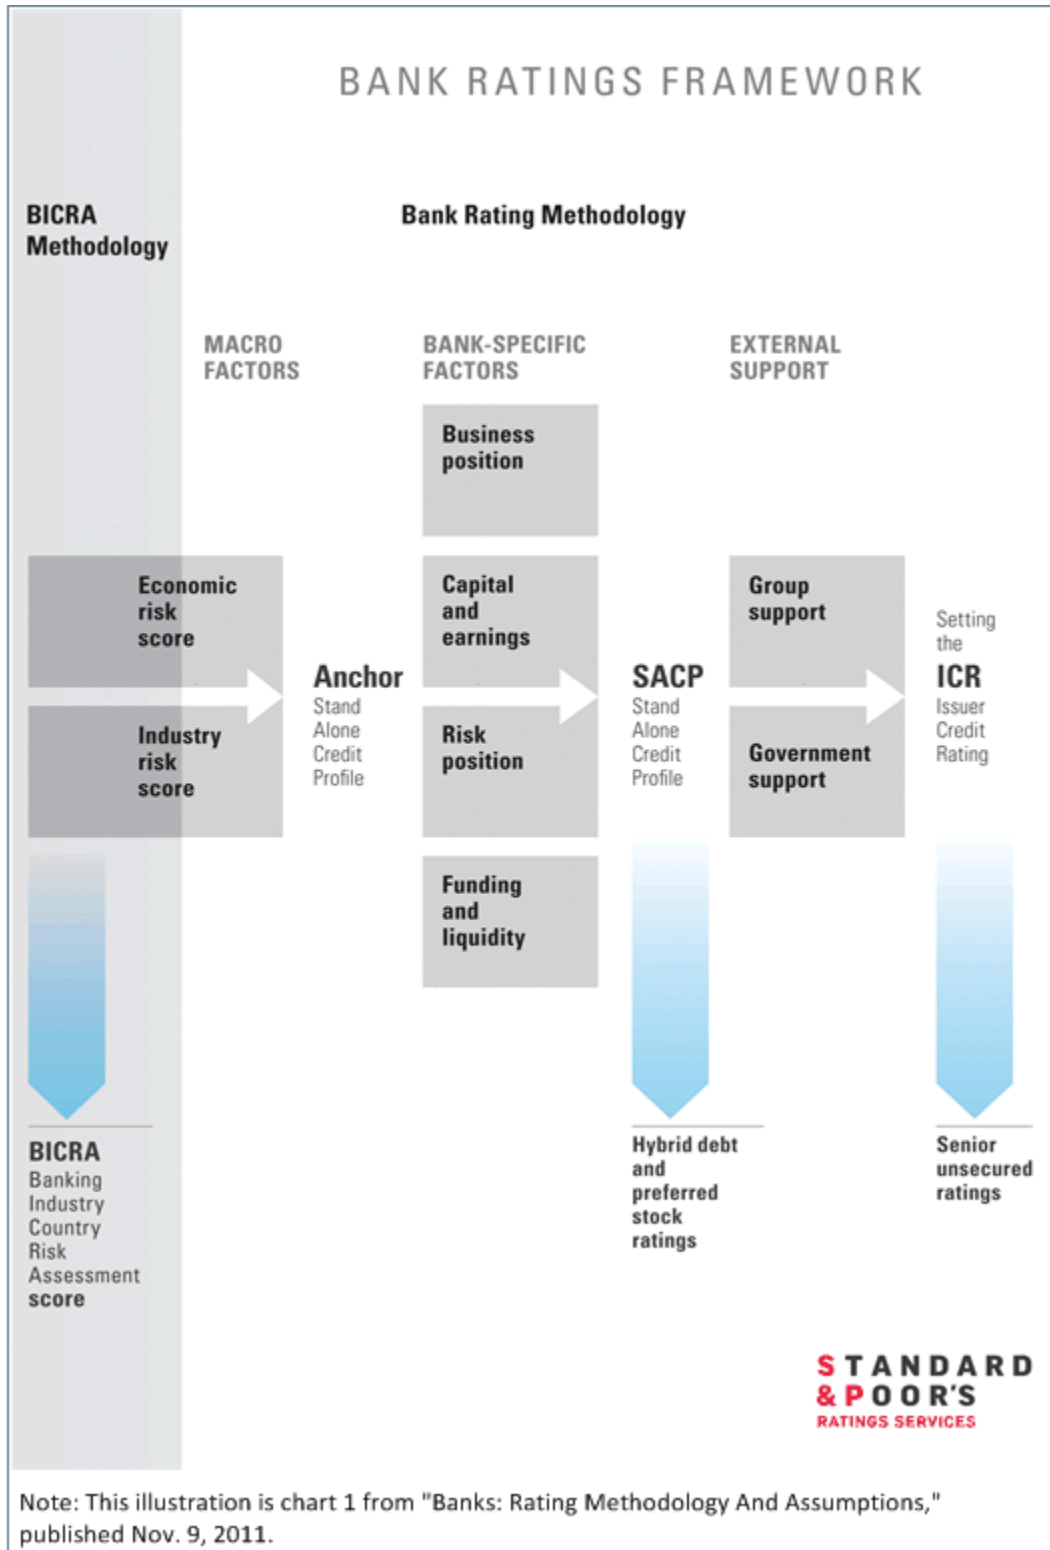 BANK RATINGS FRAMEWORK
BICRA
Methodology
Bank Rating Methodology
MACRO
FACTORS
BANK-SPECIFIC
FACTORS
EXTERNAL
SUPPORT
Business
position
Economic
risk
score
Capital
and
earnings
Group
support
Setting
the
ICR
Issuer
Credit
Rating
Anchor
Stand
Alone
Credit
Profile
SACP
Stand
Alone
Credit
Profile
Industry
risk
score
Risk
position
Government
support
Funding
and
liquidity
BICRA
Banking
Industry
Country
Risk
Assessment
score
Hybrid debt
and
preferred
stock
ratings
Senior
unsecured
ratings
STANDARD
&POOR'S
RATINGS SERVICES
Note: This illustration is chart 1 from "Banks: Rating Methodology And Assumptions,"
published Nov. 9, 2011.